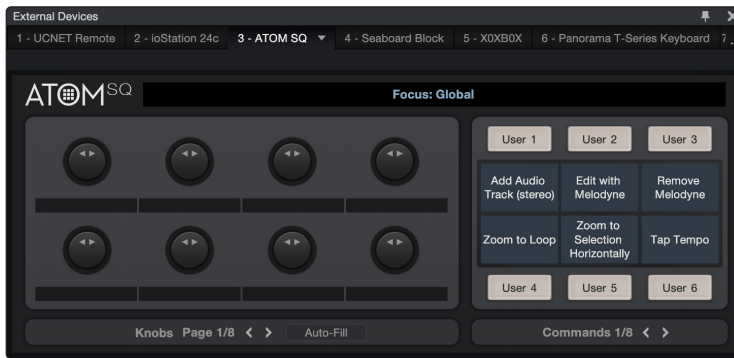 External Devices
1 - UCNET Remote 2 - ioStation 24c 3 - ATOM SQ 4 - Seaboard Block 5 - X0XB0X 6 - Panorama T-Series Keyboard 7
ATOM SQ
Focus: Global
User 1 User 2 User 3
Add Audio Track (stereo)
Edit with Melodyne
Remove Melodyne
Zoom to Loop
Zoom to Selection Horizontally
Tap Tempo
User 4 User 5 User 6
Knobs Page 1/8 Auto-Fill
Commands 1/8